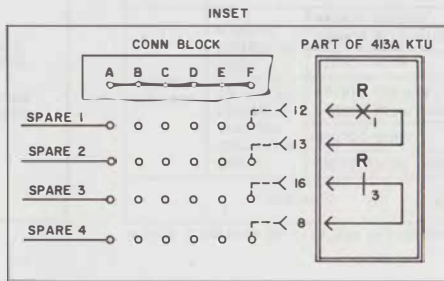 INSET
CONN BLOCK
PART OF 413A KTU
A B C D E F
R
SPARE 1
12
1
SPARE 2
13
R
SPARE 3
16
3
SPARE 4
8